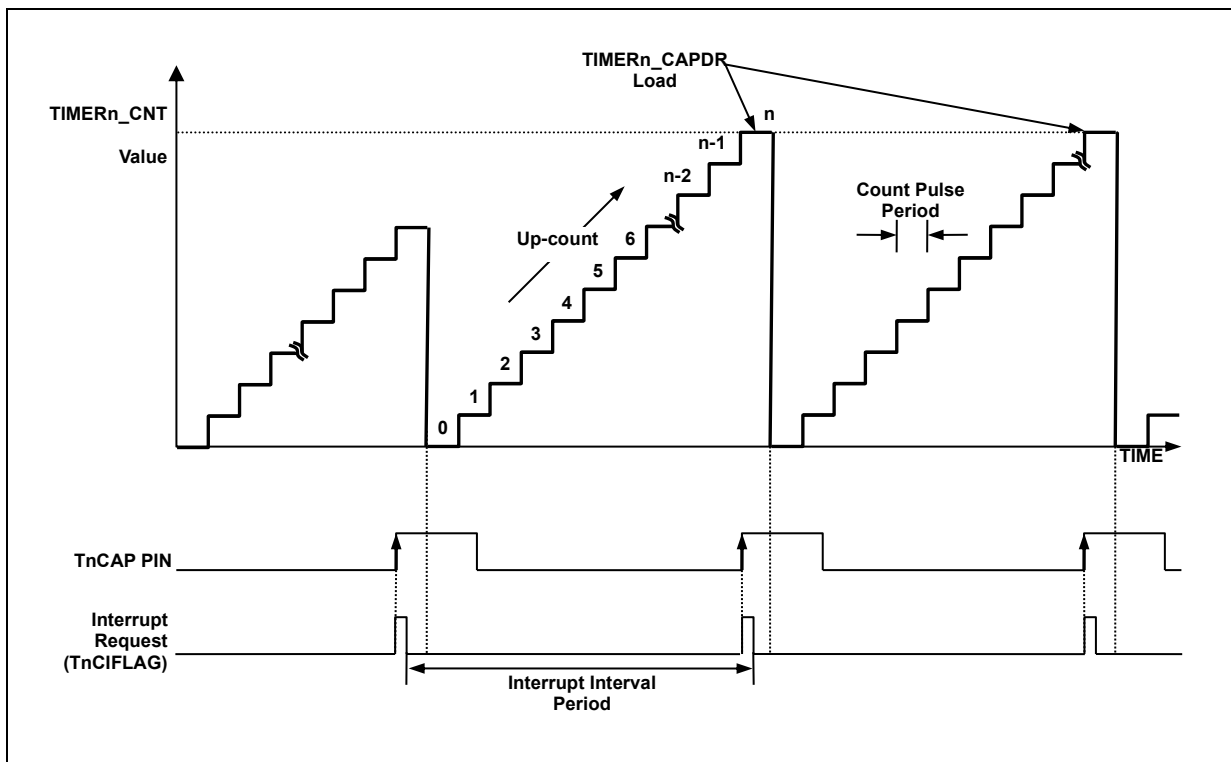 TIMERn_CAPDR
Load
TIMERn_CNT
Value
n
n-1
n-2
Count Pulse
Period
Up-count
6
5
4
3
2
1
0
TIME
TnCAP PIN
Interrupt
Request
(TnCIFLAG)
Interrupt Interval
Period